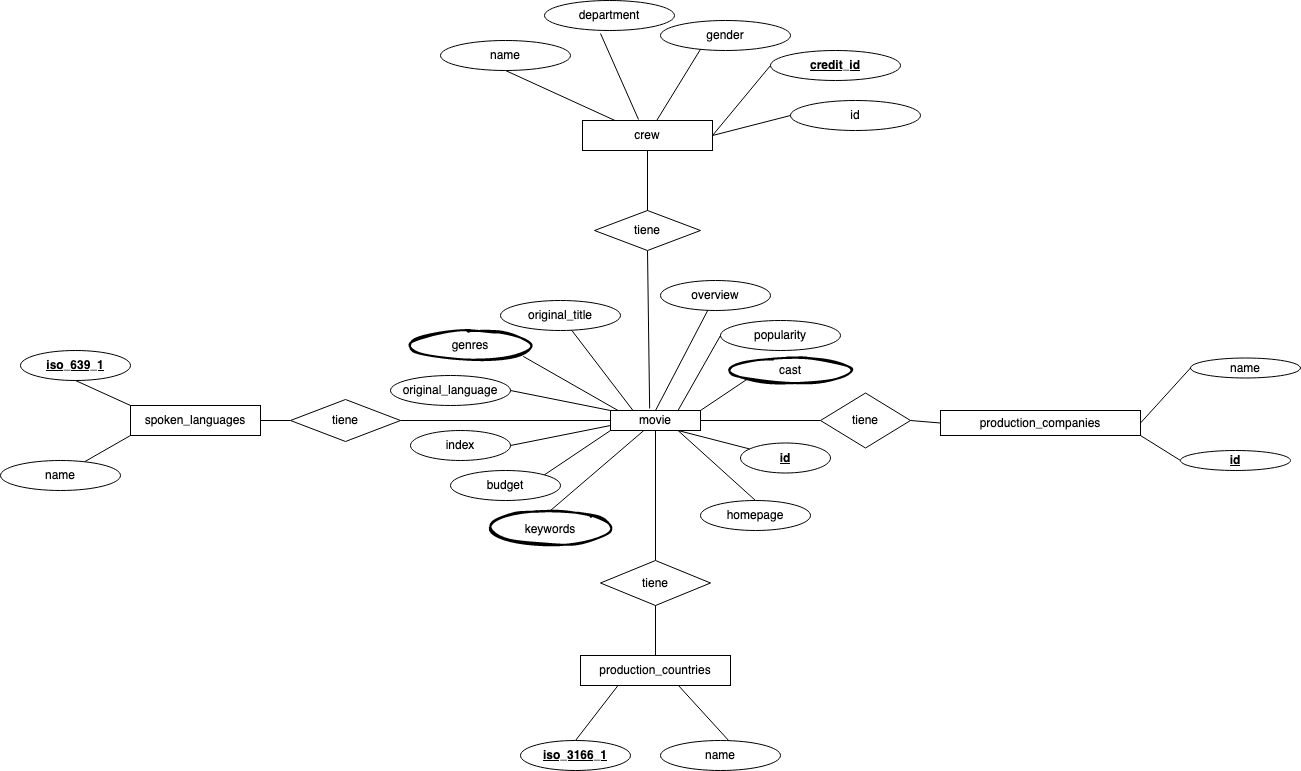 department
gender
name
credit_id
id
crew
tiene
overview
original_title
popularity
genres
cast
iso_639_1
name
original_language
spoken_languages
tiene
movie
tiene
production_companies
index
id
id
name
budget
homepage
keywords
tiene
production_countries
iso_3166_1
name